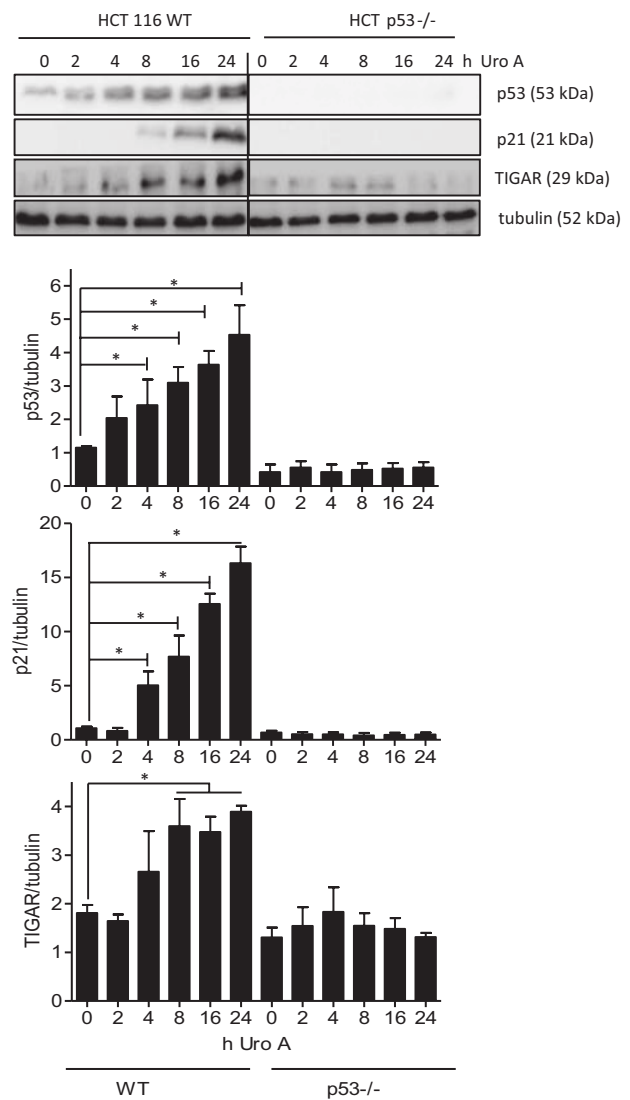 HCT 116 WT HCT p53-/-
0 2 4 8 16 24 0 2 4 8 16 24 h Uro A
p53 (53 kDa)
p21 (21 kDa)
TIGAR (29 kDa)
tubulin (52 kDa)
p53/tubulin
6
5
4
3
2
1
0
* * * *
0 2 4 8 16 24 0 2 4 8 16 24
p21/tubulin
20
15
10
5
0
* * * *
0 2 4 8 16 24 0 2 4 8 16 24
TIGAR/tubulin
4
3
2
1
0
*
0 2 4 8 16 24 0 2 4 8 16 24
h Uro A
WT p53-/-